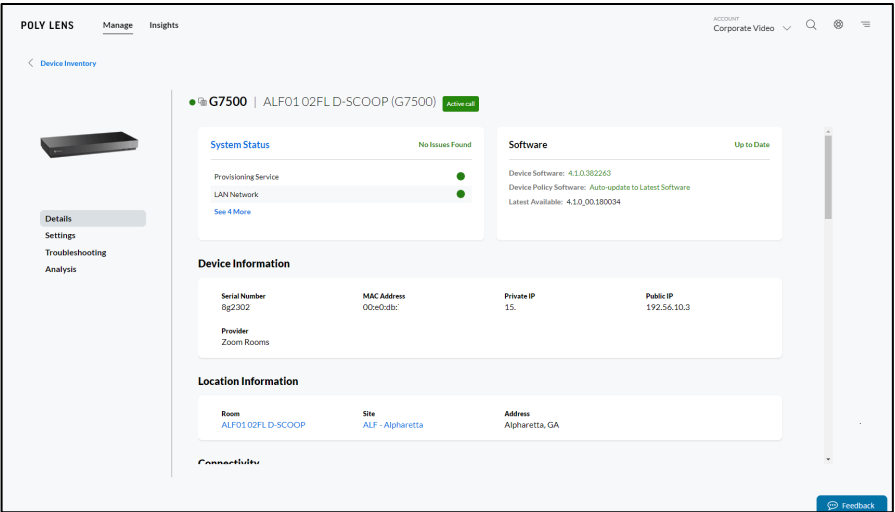 POLY LENS Manage Insights
ACCOUNT
Corporate Video
Device Inventory
G7500 | ALF01 02FL D-SCOOP (G7500) Active call
System Status No Issues Found
Provisioning Service
LAN Network
See 4 More
Software Up to Date
Device Software: 4.1.0.382263
Device Policy Software: Auto-update to Latest Software
Latest Available: 4.1.0_00.180034
Details
Settings
Troubleshooting
Analysis
Device Information
Serial Number MAC Address Private IP Public IP
8g2302 00:e0:db: 15. 192.56.10.3
Provider
Zoom Rooms
Location Information
Room Site Address
ALF01 02FL D-SCOOP ALF - Alpharetta Alpharetta, GA
Connectivity
Feedback